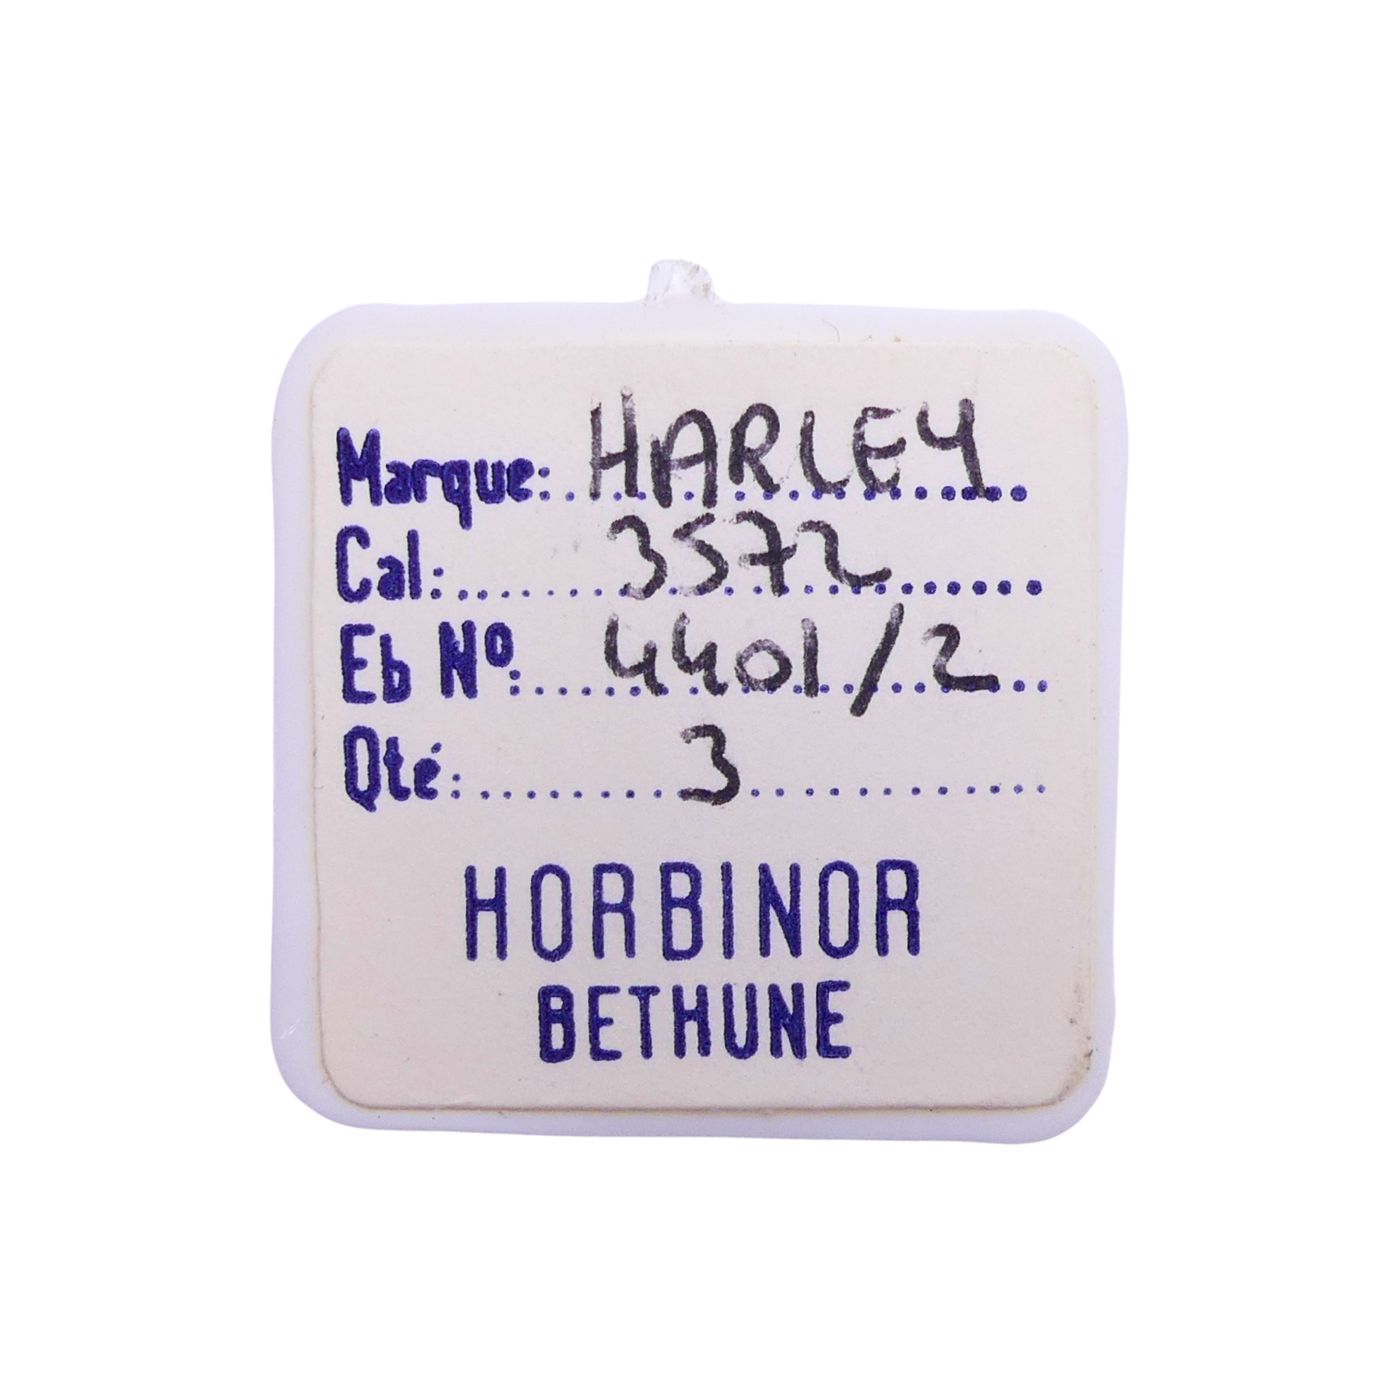 Marque: HARLEY
Cal: 3572
Eb Nº: 4401/2
Qté: 3
HORBINOR
BETHUNE